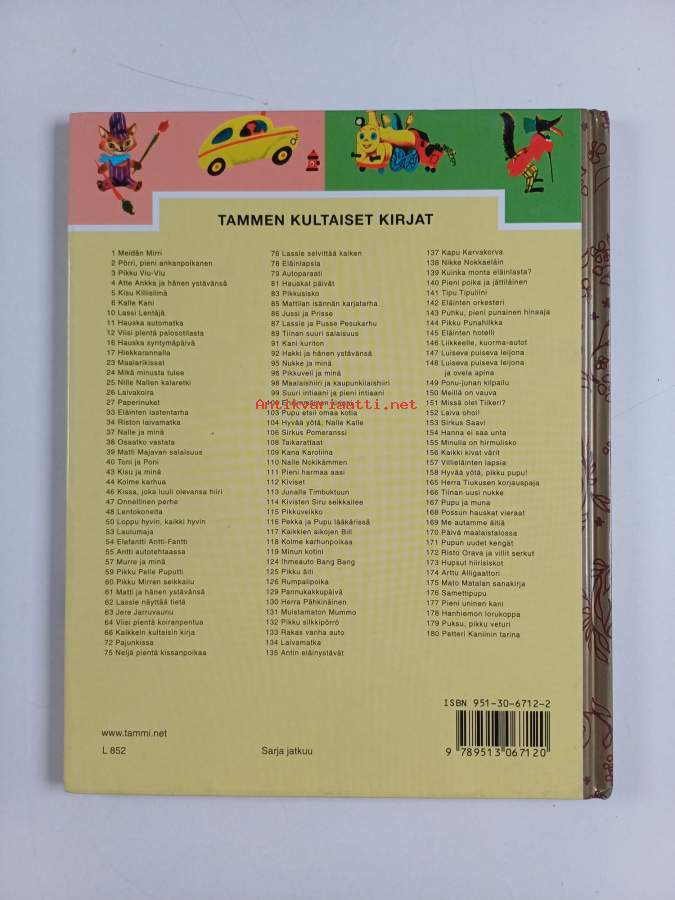 TAMMEN KULTAISET KIRJAT
1 Meidän Mirri
2 Pörri, pieni ankanpoikanen
3 Pikku Viu-Viu
4 Atte Ankka ja hänen ystävänsä
5 Kisu Kiliisilmä
6 Kalle Kani
10 Lassi Lentäjä
11 Hauska automatka
12 Viisi pientä palosotilasta
16 Hauska syntymäpäivä
17 Hiekkarannalla
23 Maalarikissat
24 Mikä minusta tulee
25 Nille Nallen kalaretki
26 Laivakoira
27 Paperinuket
33 Eläinten lastentarha
34 Riston laivamatka
37 Nalle ja minä
38 Osaatko vastata
39 Matti Majavan salaisuus
40 Toni ja Poni
43 Kisu ja minä
44 Kolme karhua
46 Kissa, joka luuli olevansa hiiri
47 Onnellinen perhe
48 Lentokoneita
50 Loppu hyvin, kaikki hyvin
53 Laulumaja
54 Elefantti Antti-Fantti
55 Antti autotehtaassa
57 Murre ja minä
59 Pikku Pelle Puputti
60 Pikku Mirren seikkailu
61 Matti ja hänen ystävänsä
62 Lassie näyttää tietä
63 Jere Jarruvaunu
64 Viisi pientä koiranpentua
66 Kaikkein kultaisin kirja
72 Pajunkissa
75 Neljä pientä kissanpoikaa
76 Lassie selvittää kaiken
78 Eläinlapsia
79 Autoparaati
81 Hauskat päivät
83 Pikkusisko
85 Mattilan isännän karjatarha
86 Jussi ja Prisse
87 Lassie ja Pusse Pesukarhu
89 Tiinan suuri salaisuus
91 Kani kuriton
92 Hakki ja hänen ystävänsä
95 Nukke ja minä
96 Pikkuveli ja minä
98 Maalaishiiri ja kaupunkilaishiiri
99 Suuri intiaani ja pieni intiaani
100
103 Pupu etsii omaa kotia
104 Hyvää yötä, Nalle Kalle
106 Sirkus Pomeranssi
108 Taikarattaat
109 Kana Karoliina
110 Nalle Nokikämmen
111 Pieni harmaa aasi
112 Kiviset
113 Junalla Timbuktuun
114 Kivisten Siru seikkailee
115 Pikkuveikko
116 Pekka ja Pupu lääkärissä
117 Kaikkien aikojen Bill
118 Kolme karhunpoikaa
119 Minun kotini
124 Ihmeauto Bang Bang
125 Pikku äiti
126 Rumpalipoika
129 Pannukakkupäivä
130 Herra Pähkinäinen
131 Muistamaton Mummo
132 Pikku silkkipörrö
133 Rakas vanha auto
134 Laivamatka
135 Antin eläinystävät
137 Kapu Karvakorva
138 Nikke Nokkaeläin
139 Kuinka monta eläinlasta?
140 Pieni poika ja jättiläinen
141 Tipu Tipuliini
142 Eläinten orkesteri
143 Puhku, pieni punainen hinaaja
144 Pikku Punahilkka
145 Eläinten hotelli
146 Liikkeelle, kuorma-autot
147 Luiseva puiseva leijona
148 Luiseva puiseva leijona
ja ovela apina
149 Ponu-junan kilpailu
150 Meillä on vauva
151 Missä olet Tiikeri?
152 Laiva ohoi!
153 Sirkus Saavi
154 Hanna ei saa unta
155 Minulla on hirmulisko
156 Kaikki kivat värit
157 Villieläinten lapsia
158 Hyvää yötä, pikku pupu!
165 Herra Tiukusen korjauspaja
166 Tiinan uusi nukke
167 Pupu ja muna
168 Possun hauskat vieraat
169 Me autamme äitiä
170 Päivä maalaistalossa
171 Pupun uudet kengät
172 Risto Orava ja villit serkut
173 Hupsut hiirisiskot
174 Arttu Alligaattori
175 Mato Matalan sanakirja
176 Samettipupu
177 Pieni uninen kani
178 Hanhiemon lorukoppa
179 Puksu, pikku veturi
180 Petteri Kaniinin tarina
Antikvariaatti.net
www.tammi.net
L 852
Sarja jatkuu
ISBN 951-30-6712-2
9 789513 067120